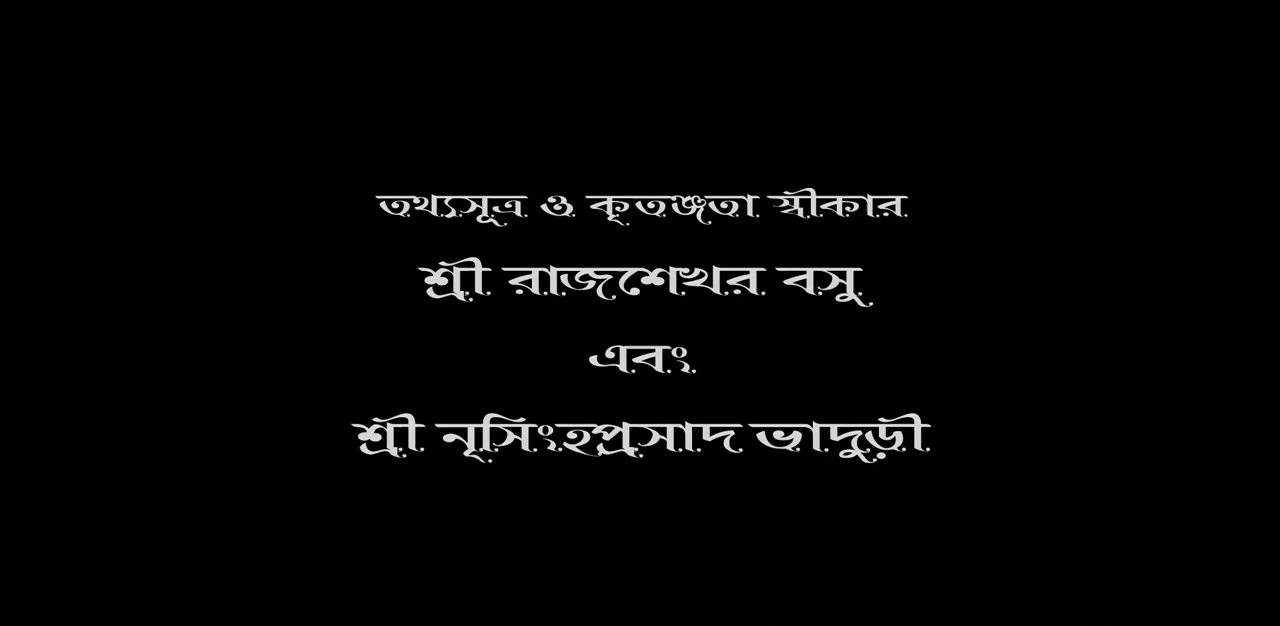 তথ্যসূত্র ও কৃতজ্ঞতা স্বীকার
শ্রী রাজশেখর বসু
এবং
শ্রী নৃসিংহপ্রসাদ ভাদুড়ী